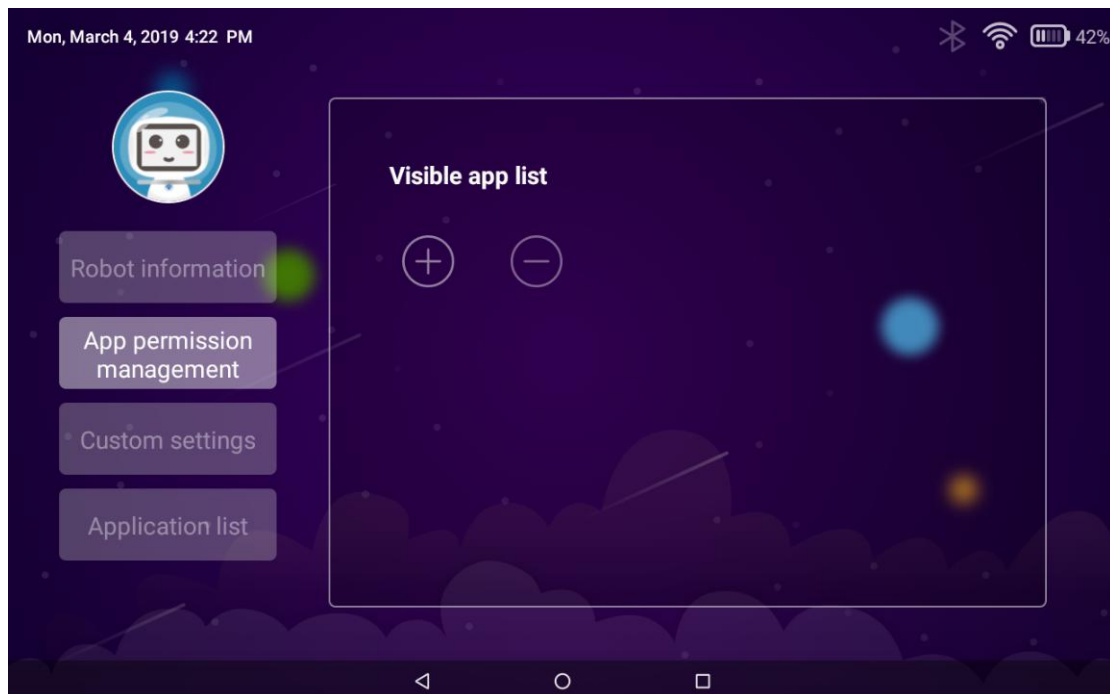 Mon, March 4, 2019 4:22 PM
42%
Robot information
App permission
management
Custom settings
Application list
Visible app list